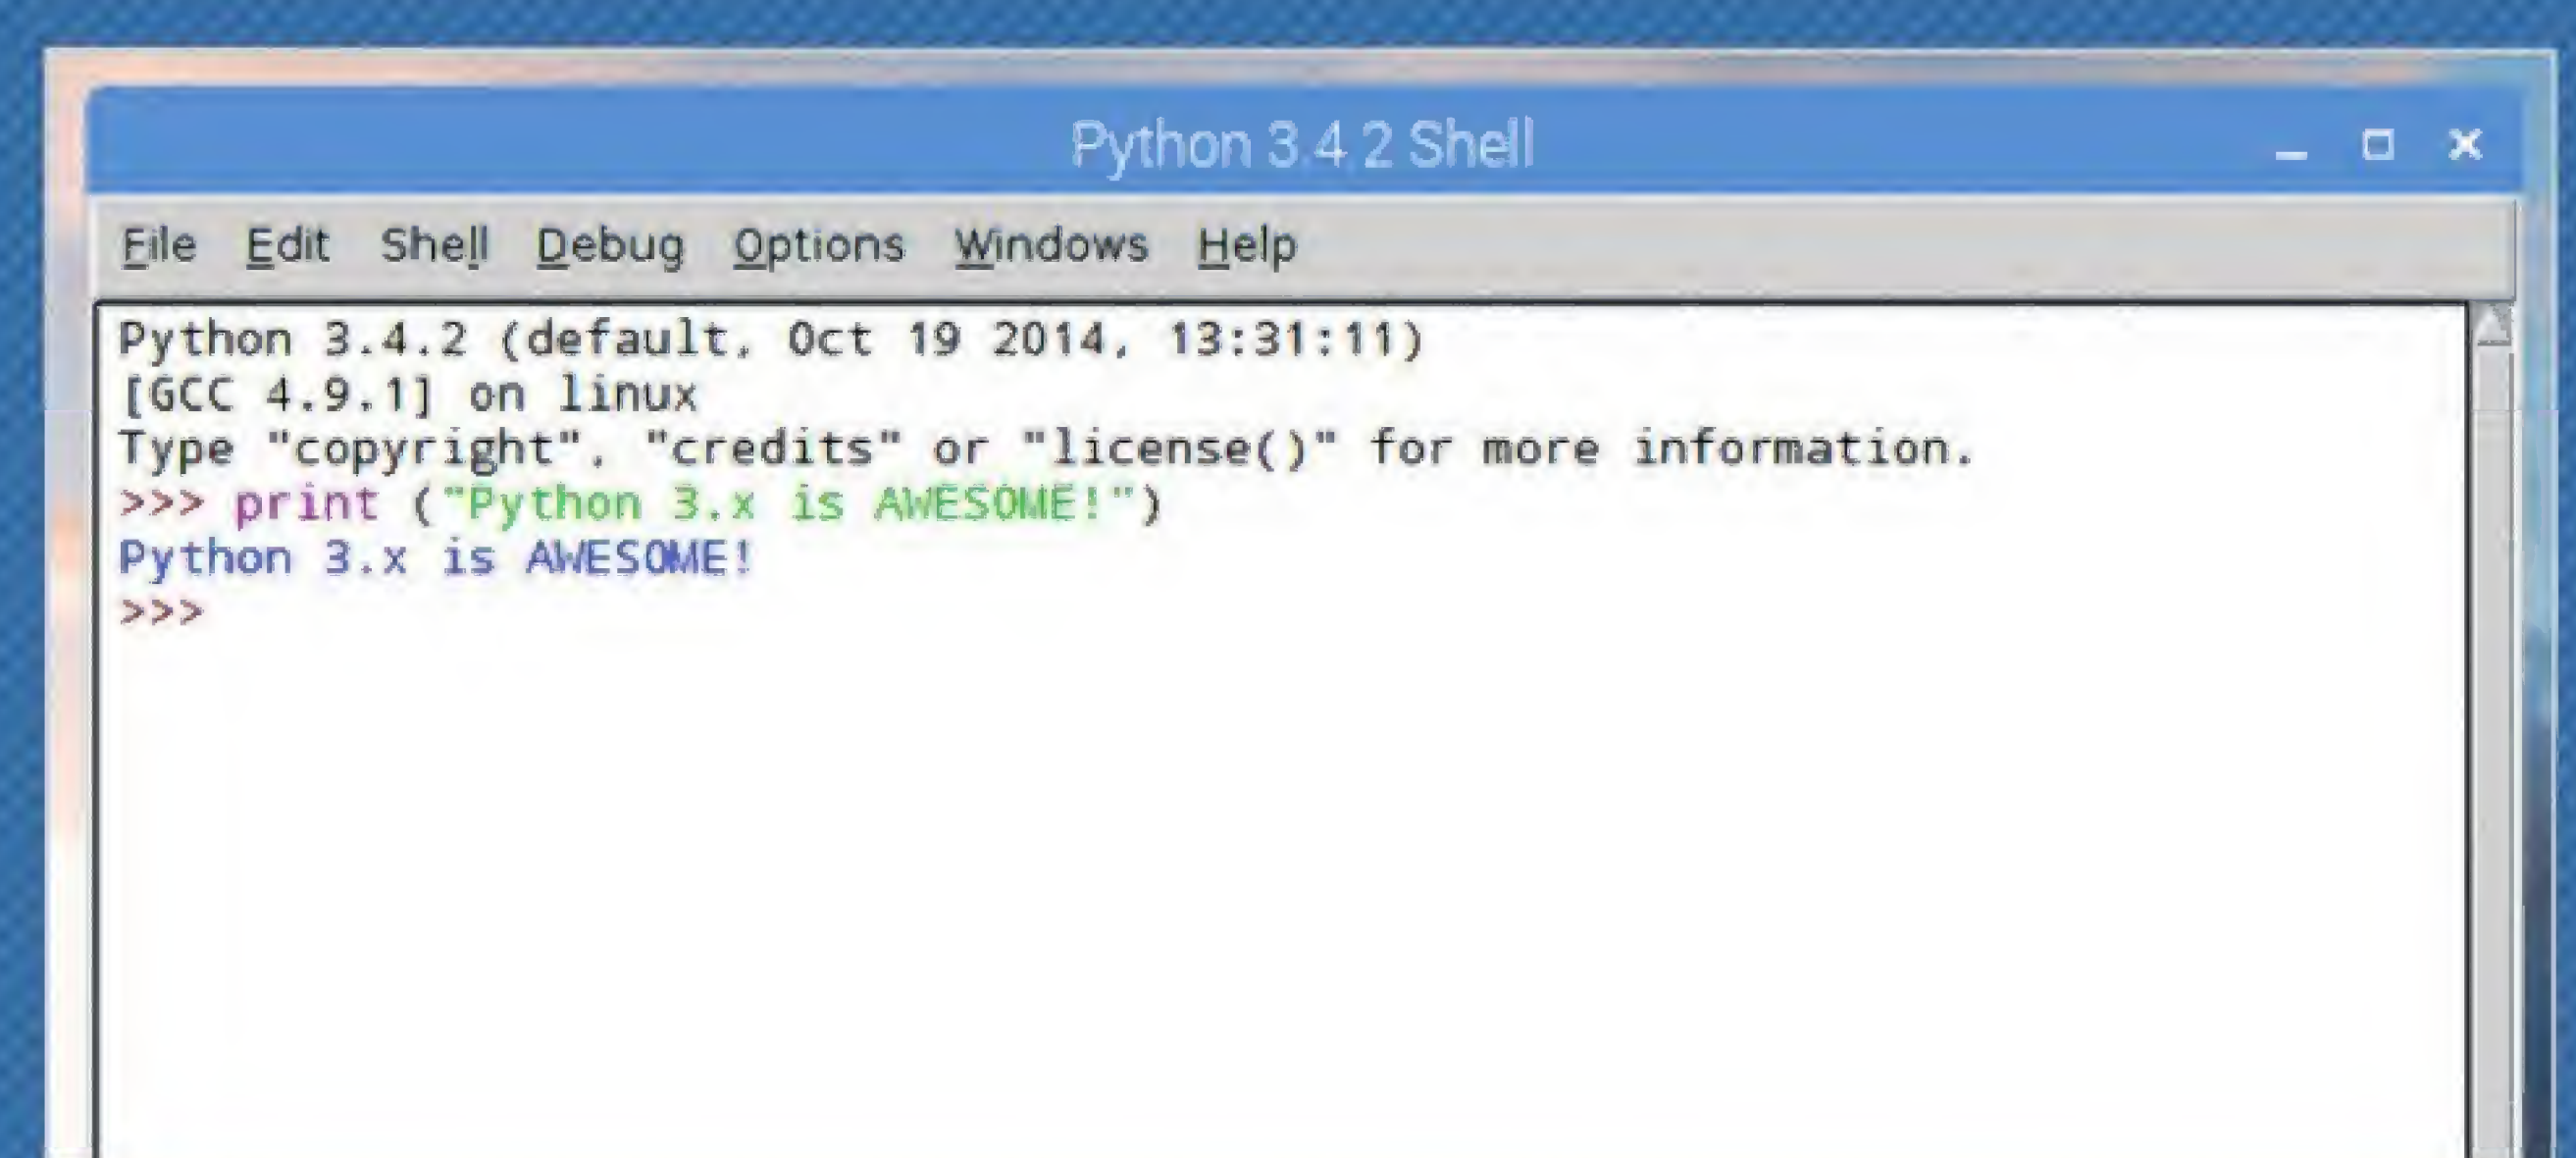 Python 3.4.2 Shell
File Edit Shell Debug Options Windows Help
Python 3.4.2 (default, Oct 19 2014, 13:31:11)
[GCC 4.9.1] on linux
Type "copyright", "credits" or "license()" for more information.
>>> print ("Python 3.x is AWESOME!")
Python 3.x is AWESOME!
>>>